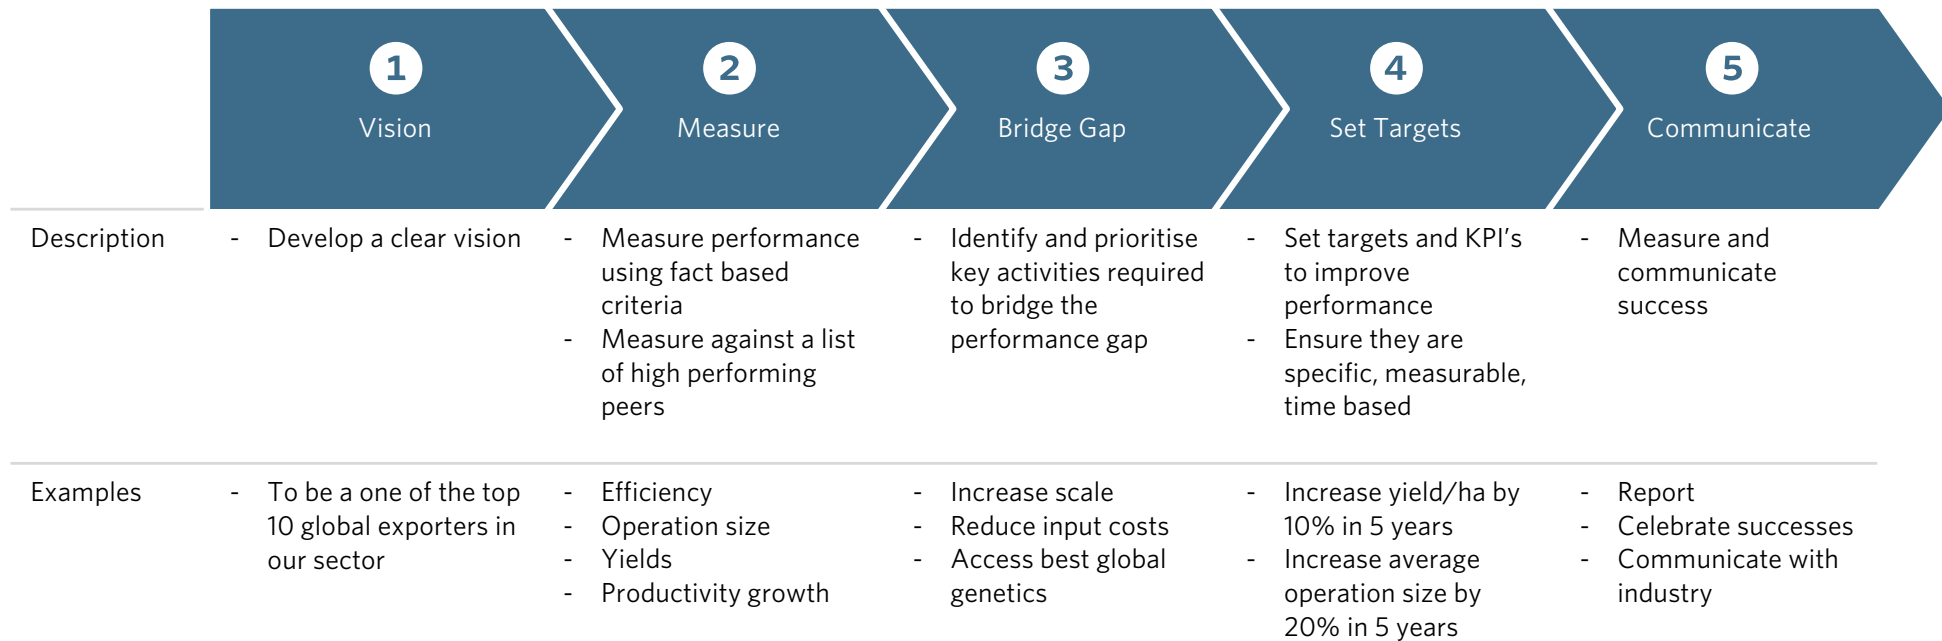 1
Vision
2
Measure
3
Bridge Gap
4
Set Targets
5
Communicate
Description
- Develop a clear vision
- Measure performance
using fact based
criteria
- Measure against a list
of high performing
peers
- Identify and prioritise
key activities required
to bridge the
performance gap
- Set targets and KPI's
to improve
performance
- Ensure they are
specific, measurable,
time based
- Measure and
communicate
success
Examples
- To be a one of the top
10 global exporters in
our sector
- Efficiency
- Operation size
- Yields
- Productivity growth
- Increase scale
- Reduce input costs
- Access best global
genetics
- Increase yield/ha by
10% in 5 years
- Increase average
operation size by
20% in 5 years
- Report
- Celebrate successes
- Communicate with
industry